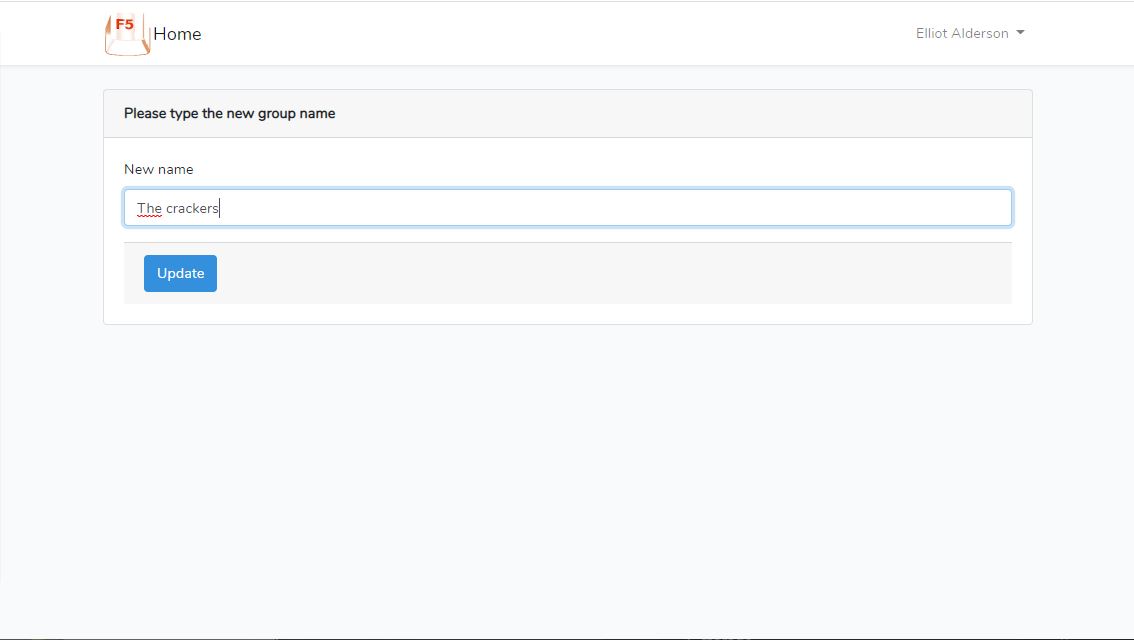 F5
Home
Elliot Alderson
Please type the new group name
New name
The crackers
Update